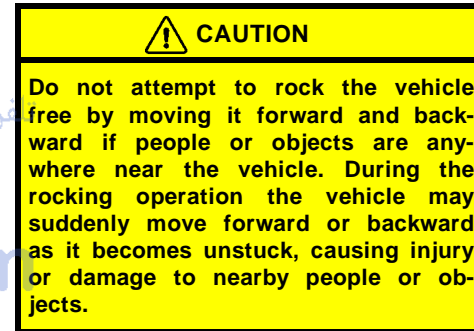 CAUTION
Do not attempt to rock the vehicle
free by moving it forward and back-
ward if people or objects are any-
where near the vehicle. During the
rocking operation the vehicle may
suddenly move forward or backward
as it becomes unstuck, causing injury
or damage to nearby people or ob-
jects.